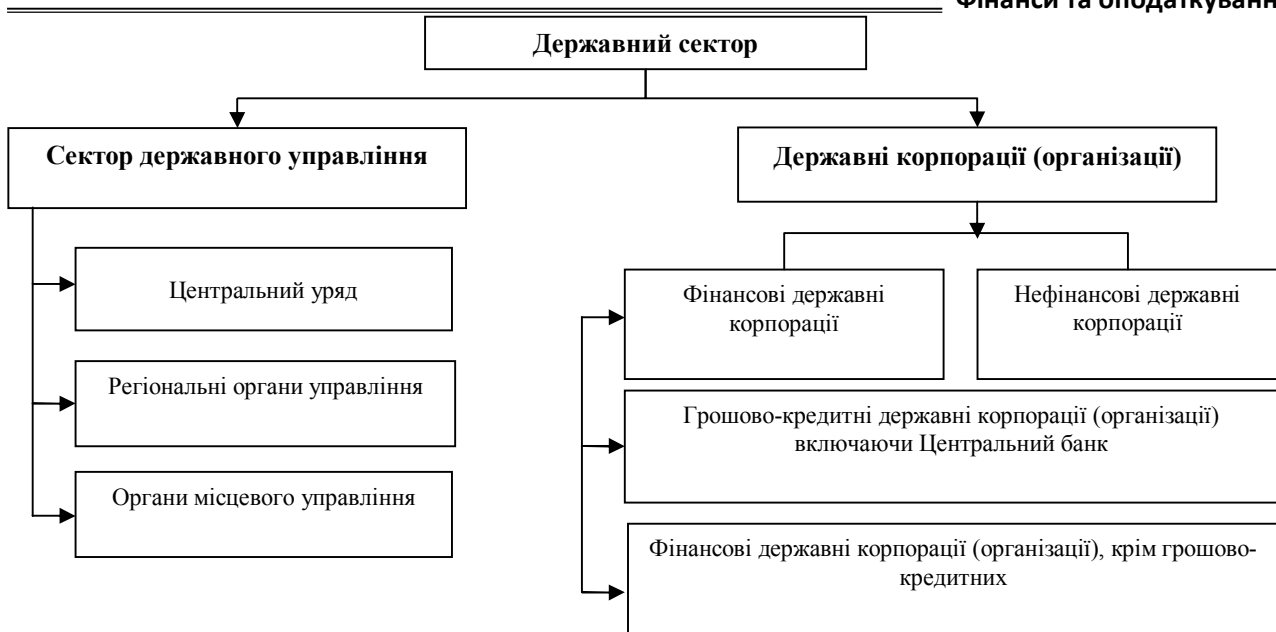 Фінанси та оподаткування
Державний сектор
Сектор державного управління
Державні корпорації (організації)
Центральний уряд
Регіональні органи управління
Органи місцевого управління
Фінансові державні
корпорації
Нефінансові державні
корпорації
Грошово-кредитні державні корпорації (організації)
включаючи Центральний банк
Фінансові державні корпорації (організації), крім грошово-
кредитних